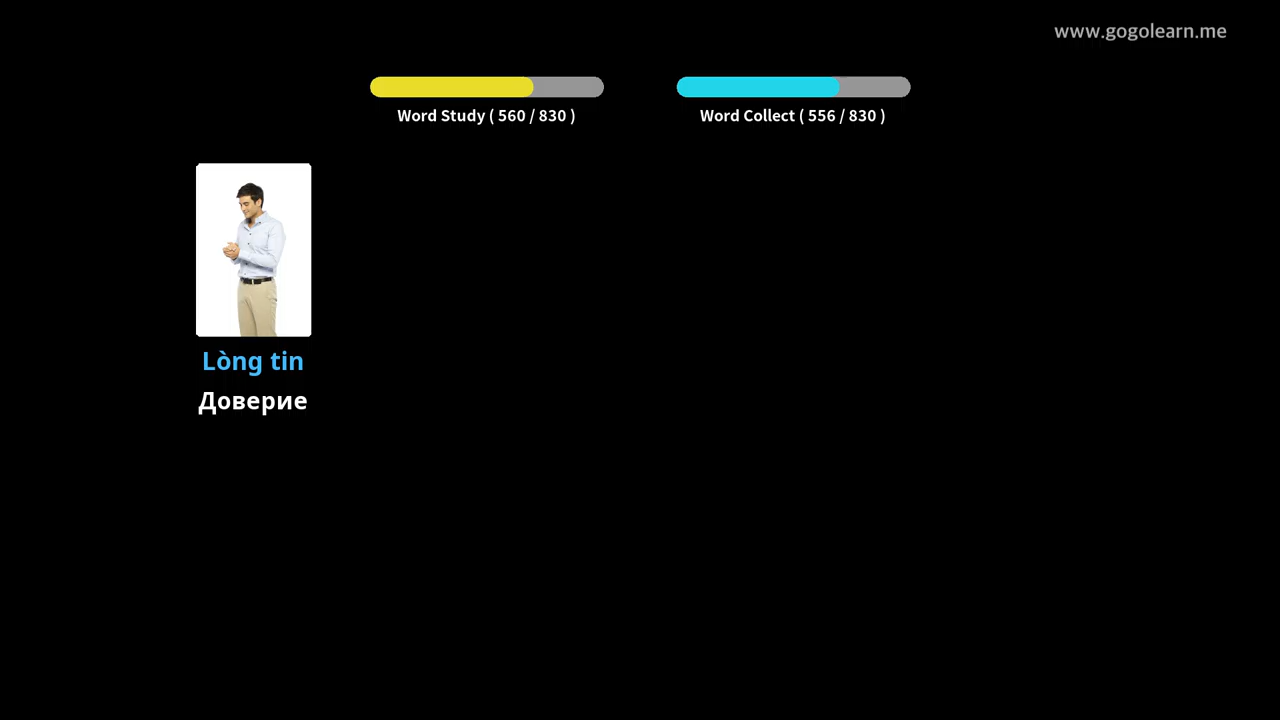 www.gogolearn.me
Word Study ( 560 / 830 )
Word Collect ( 556 / 830 )
Lòng tin
Доверие